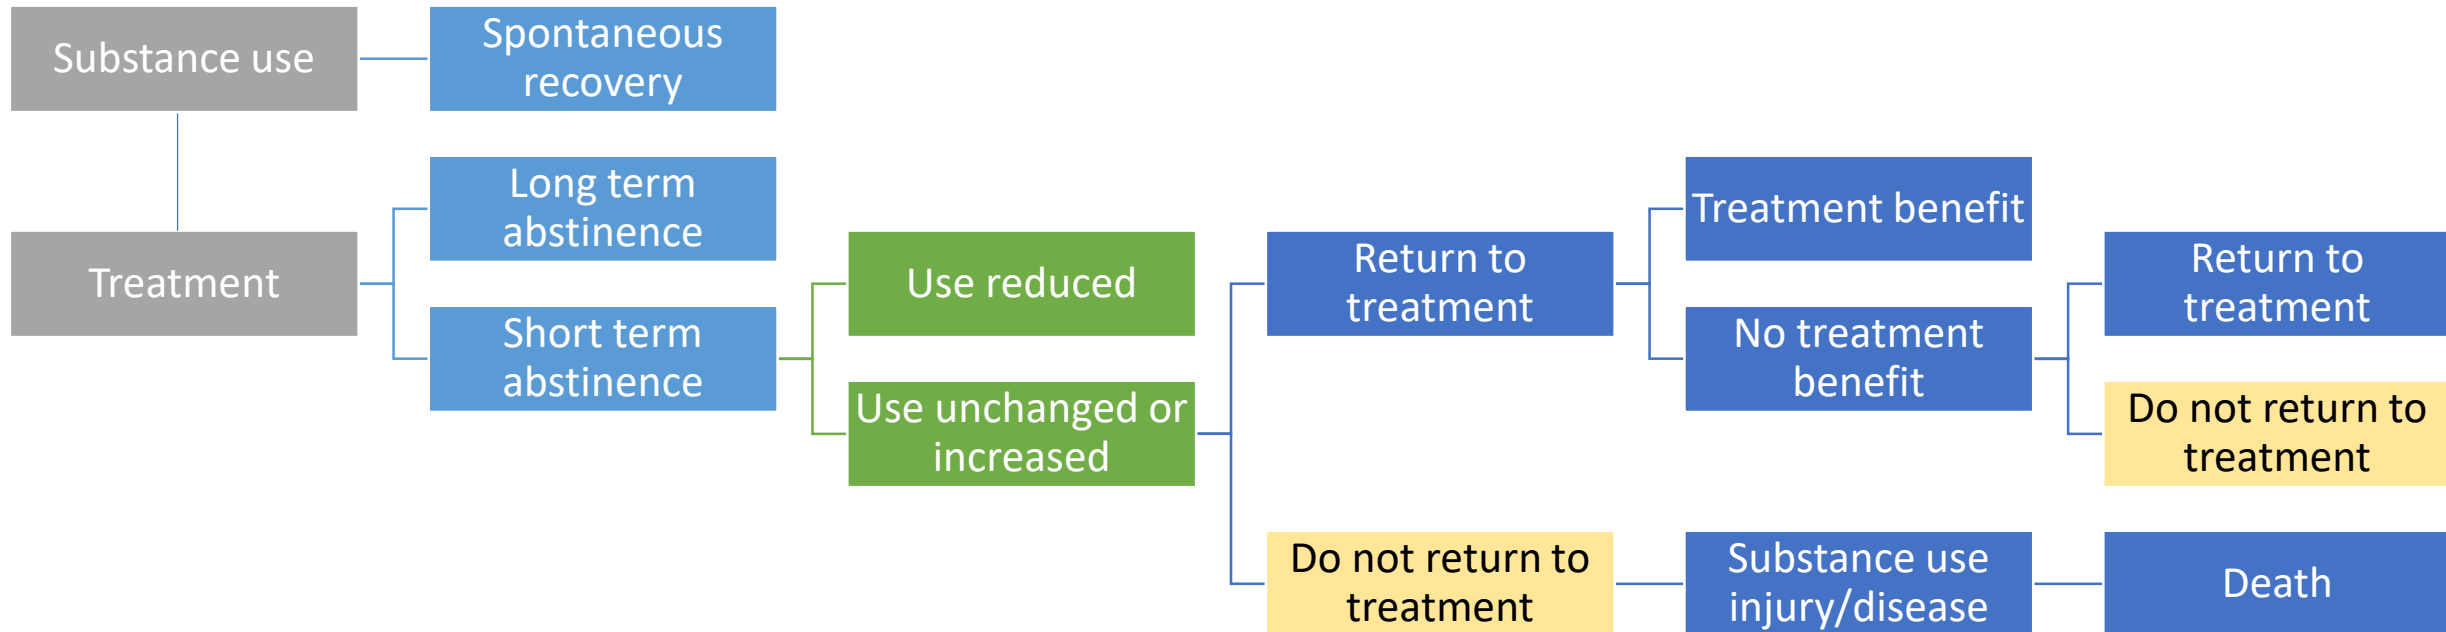 Substance use
Spontaneous
recovery
Long term
abstinence
Treatment
Short term
abstinence
Use reduced
Use unchanged or
increased
Return to
treatment
Do not return to
treatment
Treatment benefit
No treatment
benefit
Substance use
injury/disease
Return to
treatment
Do not return to
treatment
Death